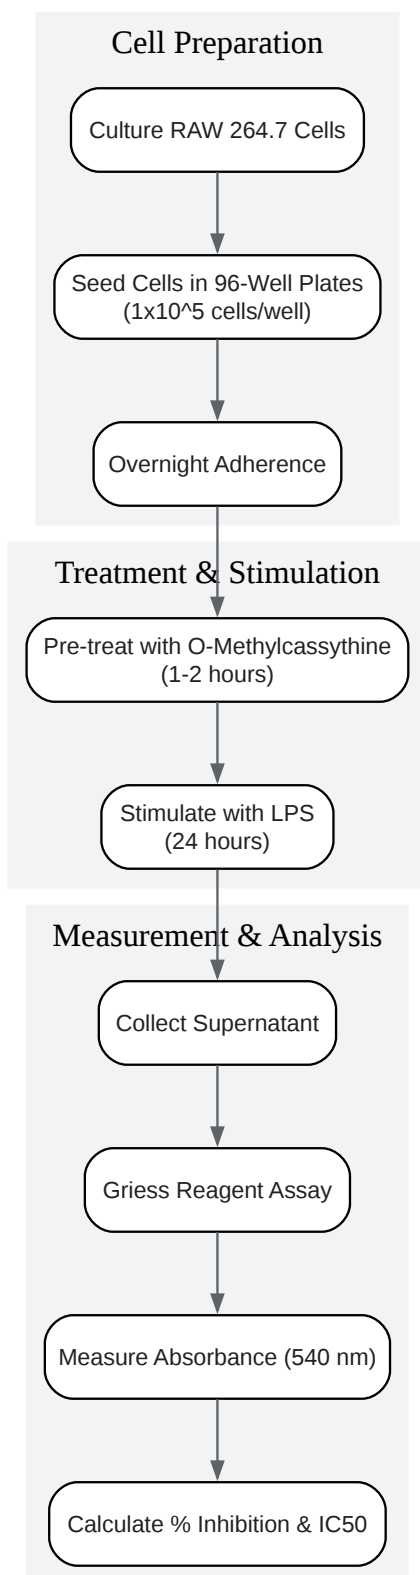 Cell Preparation
Culture RAW 264.7 Cells
Seed Cells in 96-Well Plates
(1x10^5 cells/well)
Overnight Adherence
Treatment & Stimulation
Pre-treat with O-Methylcassythine
(1-2 hours)
Stimulate with LPS
(24 hours)
Measurement & Analysis
Collect Supernatant
Griess Reagent Assay
Measure Absorbance (540 nm)
Calculate % Inhibition & IC50